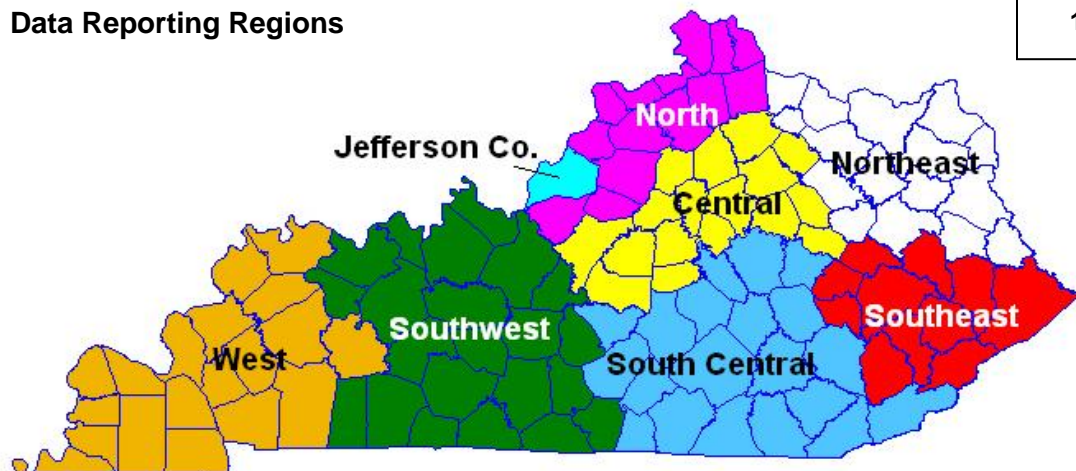 Data Reporting Regions
North
Jefferson Co.
Northeast
Central
Southeast
Southwest
West
South Central